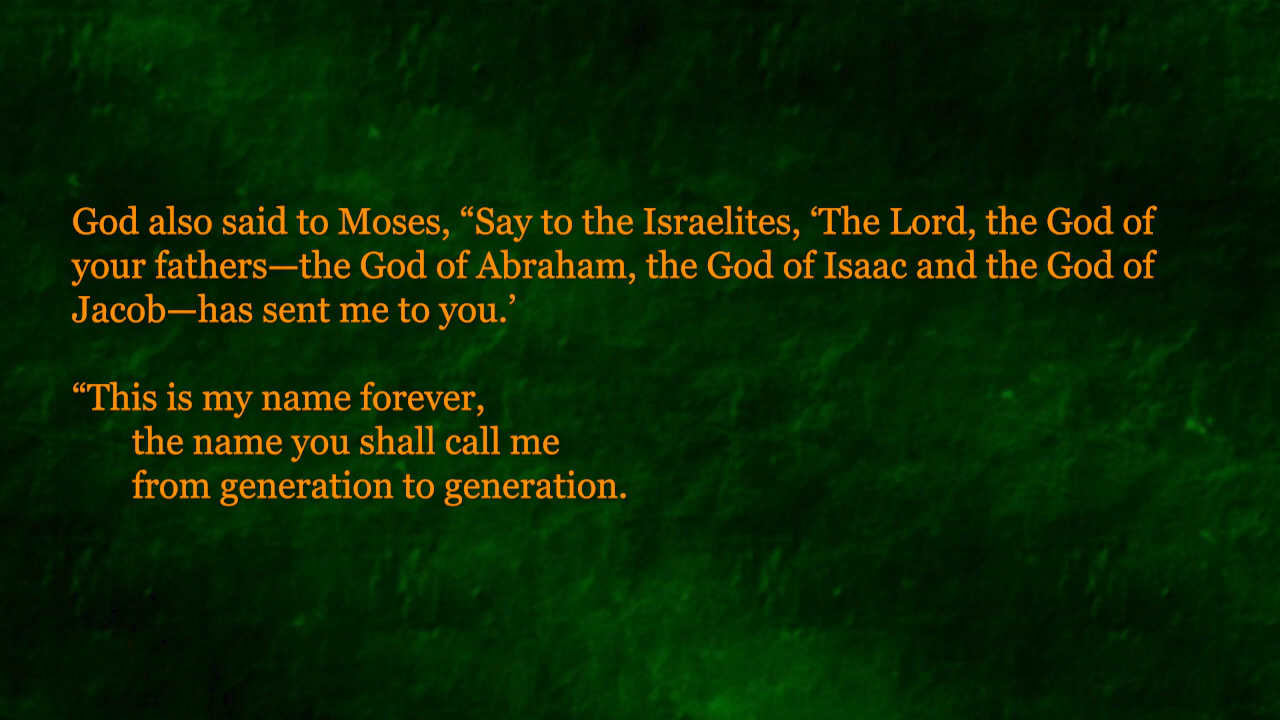 God also said to Moses, “Say to the Israelites, ‘The Lord, the God of
your fathers—the God of Abraham, the God of Isaac and the God of
Jacob—has sent me to you.’
“This is my name forever,
the name you shall call me
from generation to generation.